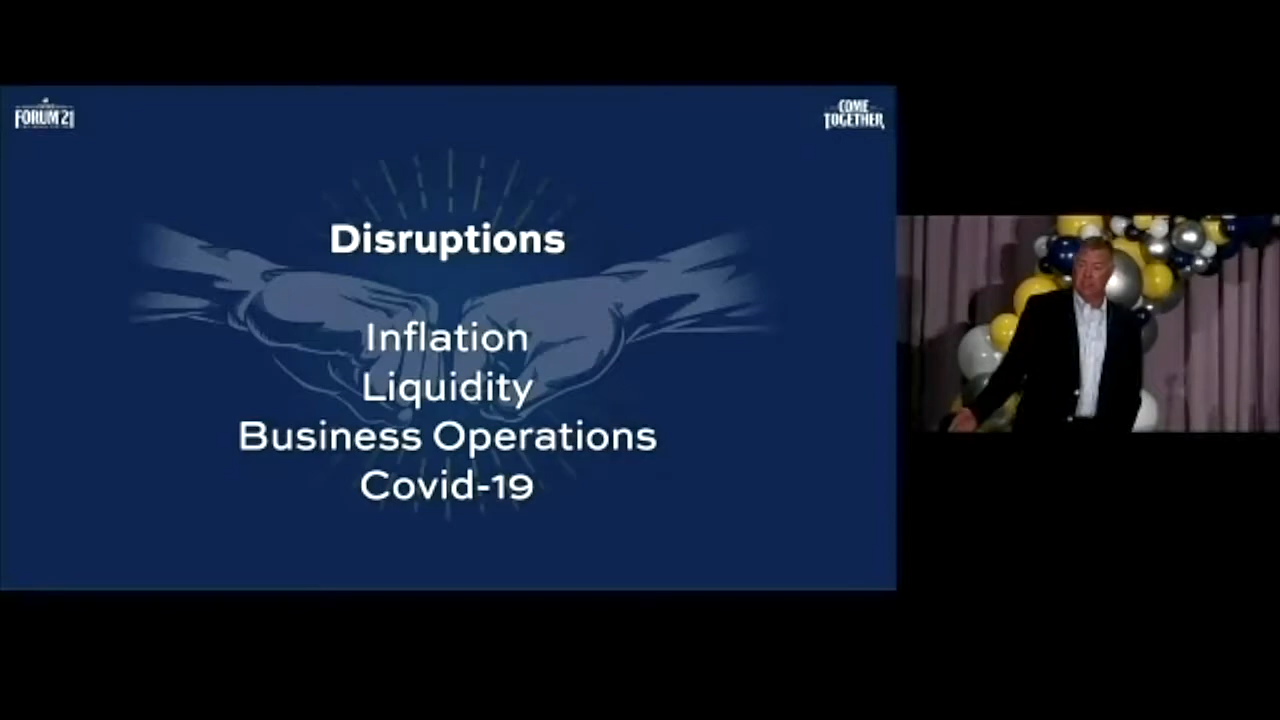 FORUM 21
COME
TOGETHER
Disruptions
Inflation
Liquidity
Business Operations
Covid-19